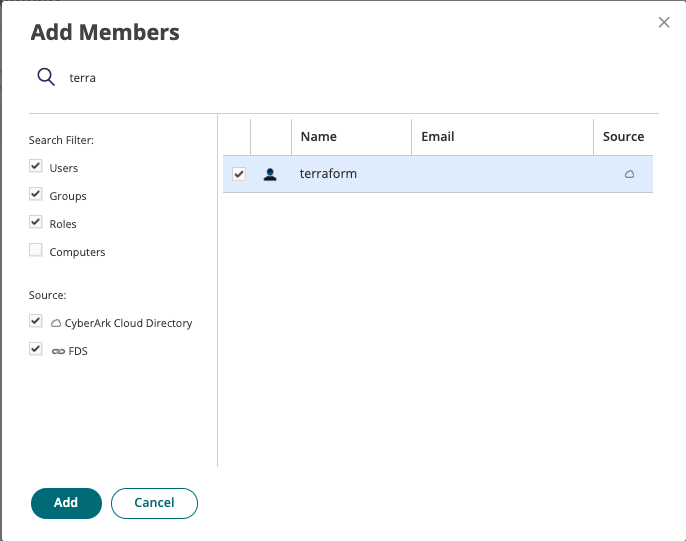 Add Members
terra
Search Filter:
Users
Groups
Roles
Computers
Source:
CyberArk Cloud Directory
FDS
Name Email Source
terraform
Add Cancel